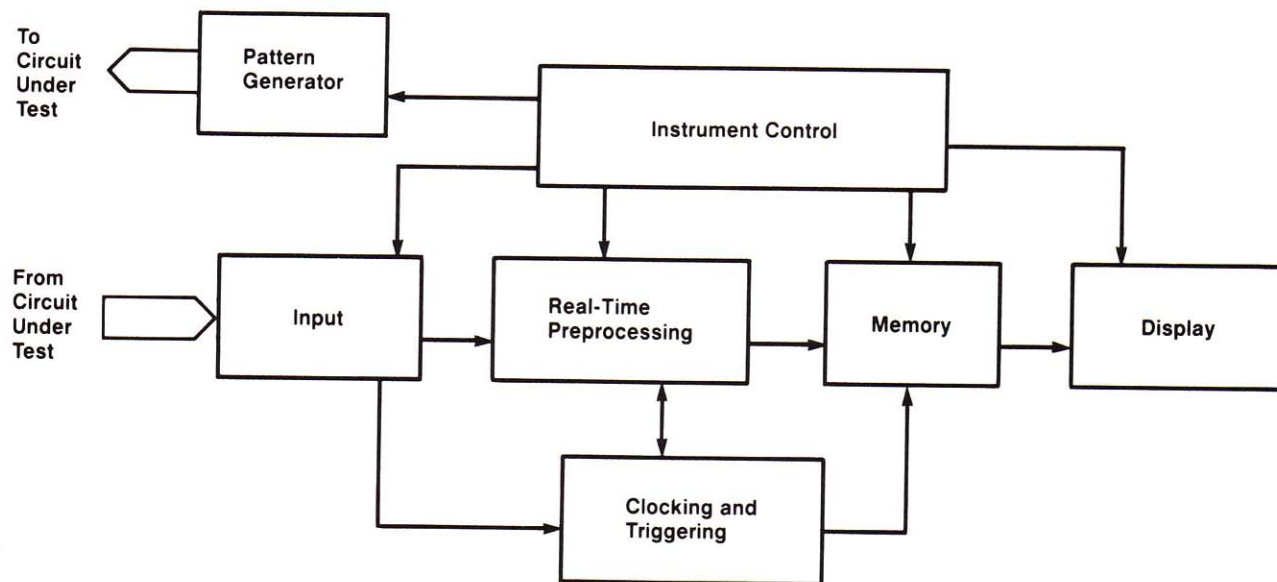 To
Circuit
Under
Test
Pattern
Generator
Instrument Control
From
Circuit
Under
Test
Input
Real-Time
Preprocessing
Memory
Display
Clocking and
Triggering